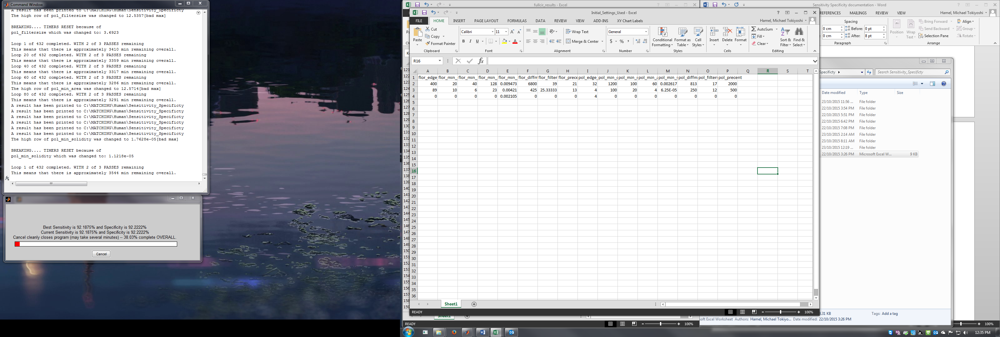 Command Window
A result has been printed to C:\MATCHING\Human\Sensitivity_Specificty
The high row of pol_filtersize was changed to 12.5357[bad max]
BREAKING.... TIMERS RESET because of
pol_filtersize which was changed to: 3.6923
Loop 1 of 432 completed. WITH 2 of 3 PASSES remaining
This means that there is approximately 3410 min remaining overall.
Loop 20 of 432 completed. WITH 2 of 3 PASSES remaining
This means that there is approximately 3359 min remaining overall.
Loop 40 of 432 completed. WITH 2 of 3 PASSES remaining
This means that there is approximately 3317 min remaining overall.
Loop 60 of 432 completed. WITH 2 of 3 PASSES remaining
This means that there is approximately 3286 min remaining overall.
The high row of pol_min_area was changed to 12.5714[bad max]
Loop 80 of 432 completed. WITH 2 of 3 PASSES remaining
This means that there is approximately 3291 min remaining overall.
A result has been printed to C:\MATCHING\Human\Sensitivity_Specificty
A result has been printed to C:\MATCHING\Human\Sensitivity_Specificty
A result has been printed to C:\MATCHING\Human\Sensitivity_Specificty
A result has been printed to C:\MATCHING\Human\Sensitivity_Specificty
A result has been printed to C:\MATCHING\Human\Sensitivity_Specificty
A result has been printed to C:\MATCHING\Human\Sensitivity_Specificty
The high row of pol_min_solidity was changed to 1.7628e-05[bad max]
BREAKING.... TIMERS RESET because of
pol_min_solidity which was changed to: 1.1218e-05
Loop 1 of 432 completed. WITH 2 of 3 PASSES remaining
This means that there is approximately 3544 min remaining overall.
fx
Best Sensitivity is 92.1875% and Specificity is 92.2222%
Current Sensitivity is 92.1875% and Specificity is 92.2222%
Cancel cleanly closes program (may take several minutes) -- 38.03% complete OVERALL.
Cancel
fullcir_results - Excel
Initial_Settings_Used - Excel
FILE HOME INSERT PAGE LAYOUT FORMULAS DATA REVIEW VIEW ADD-INS XY Chart Labels
Hamel, Michael Tokiyoshi
Paste
Cut
Copy
Format Painter
Clipboard
Calibri 11
B I U
Font
Wrap Text
Merge & Center
Alignment
General
$ % ,
Number
Conditional Formatting
Format as Table
Cell Styles
Styles
Insert Delete Format
Cells
AutoSum
Fill
Clear
Sort & Filter
Find & Select
Editing
R16
fx
A B C D E F G H I J K L M N O P Q R S T
1 flor_edge_ flor_min_ flor_min_ flor_min_ flor_min_ flor_diffm flor_filter flor_prece pol_edge_ pol_min_c pol_min_r pol_min_a pol_min_s pol_diffm pol_filters pol_precent
2 400 20 40 128 0.009473 6800 39 21 32 1200 100 60 0.002617 813 17 2000
3 89 10 6 23 0.00421 425 25.33333 13 4 100 20 4 6.25E-05 250 12 500
4 0 0 0 0 0.002105 0 0 0 4 0 0 0 0 0 0 0
5
6
7
8
9
10
11
12
13
14
15
16
17
18
19
20
21
22
23
24
25
26
27
28
29
30
31
32
33
34
35
36
Sheet1
READY
100%
Sheet1
READY
100%
Sensitivity Specificity documentation - Word
REFERENCES MAILINGS REVIEW VIEW
Hamel, Michael Tokiyoshi
Spacing
0 cm Before: 0 pt
0 cm After: 8 pt
Paragraph
Position
Wrap Text
Bring Forward
Send Backward
Selection Pane
Align
Group
Rotate
Arrange
Specificty
Search Sensitivity_Specificty
Date modified Type Size
23/10/2015 11:56 ... File folder
22/10/2015 3:54 PM File folder
22/10/2015 5:51 PM File folder
22/10/2015 6:42 PM File folder
22/10/2015 7:08 PM File folder
23/10/2015 2:14 AM File folder
23/10/2015 8:11 AM File folder
23/10/2015 12:19 ... File folder
22/10/2015 3:26 PM Microsoft Excel W... 9 KB
8.31 KB
Tags: Add a tag
soft Excel Worksheet Authors: Hamel, Michael Tokiyo... Date modified: 22/10/2015 3:26 PM
100%
12:35 PM